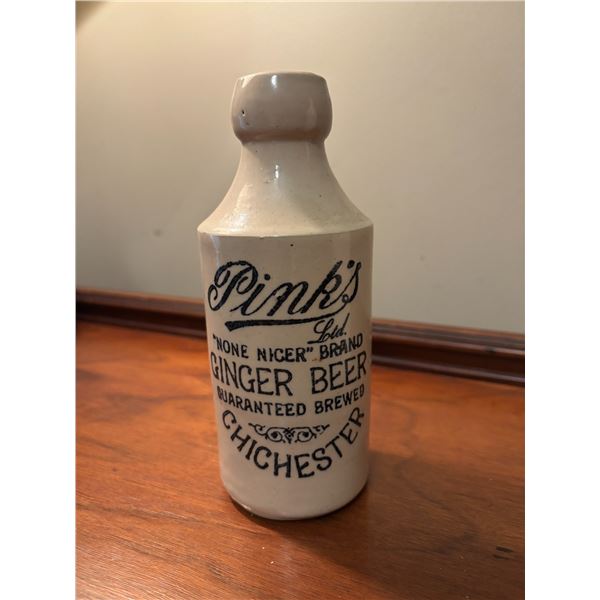 Pink's
Ltd.
"NONE NICER" BRAND
GINGER BEER
GUARANTEED BREWED
CHICHESTER